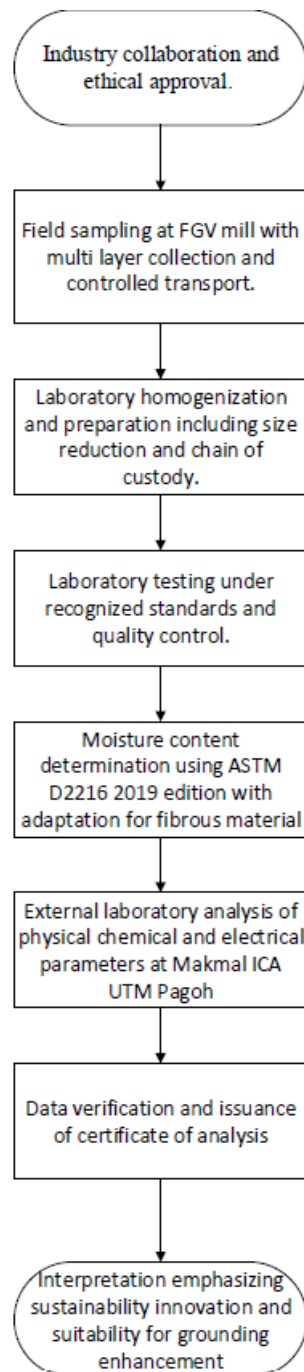 Industry collaboration and
ethical approval.
Field sampling at FGV mill with
multi layer collection and
controlled transport.
Laboratory homogenization
and preparation including size
reduction and chain of
custody.
Laboratory testing under
recognized standards and
quality control.
Moisture content
determination using ASTM
D2216 2019 edition with
adaptation for fibrous material
External laboratory analysis of
physical chemical and electrical
parameters at Makmal ICA
UTM Pagoh
Data verification and issuance
of certificate of analysis
Interpretation emphasizing
sustainability innovation and
suitability for grounding
enhancement